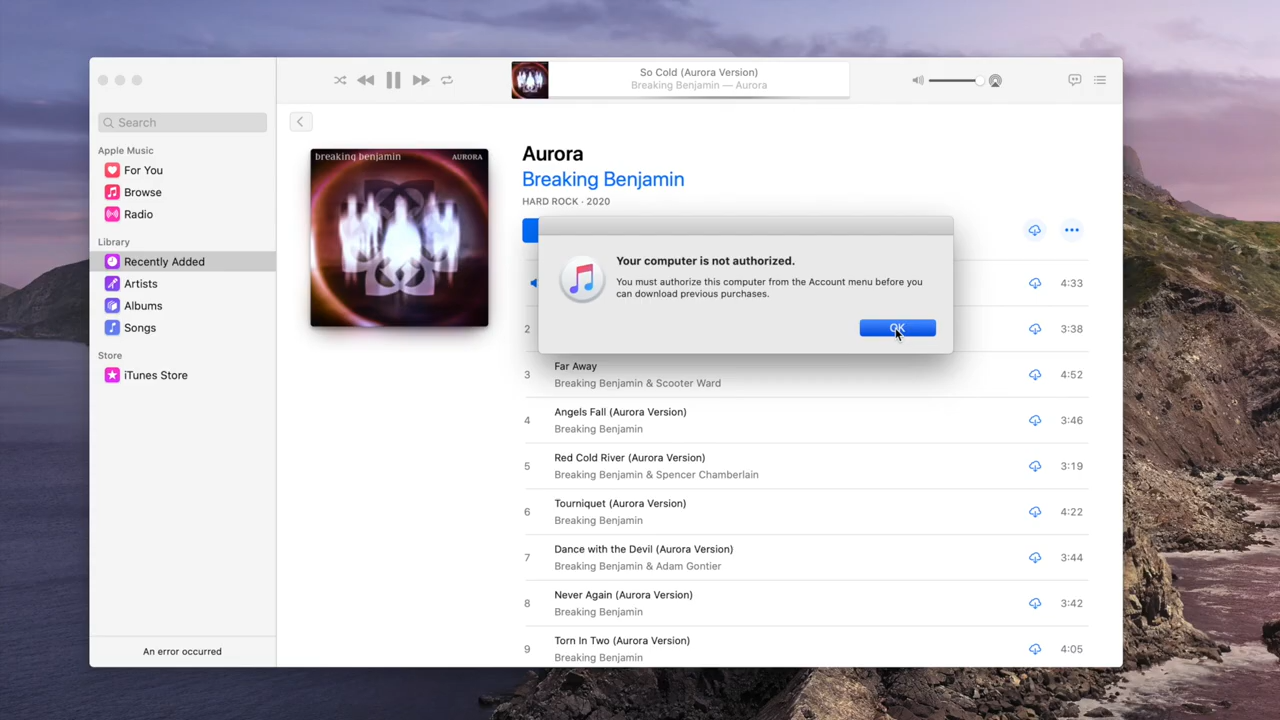 So Cold (Aurora Version)
Breaking Benjamin — Aurora
Search
Apple Music
For You
Browse
Radio
Library
Recently Added
Artists
Albums
Songs
Store
iTunes Store
An error occurred
breaking benjamin
AURORA
Aurora
Breaking Benjamin
HARD ROCK · 2020
Your computer is not authorized.
You must authorize this computer from the Account menu before you
can download previous purchases.
OK
4:33
2
3:38
3
Far Away
Breaking Benjamin & Scooter Ward
4:52
4
Angels Fall (Aurora Version)
Breaking Benjamin
3:46
5
Red Cold River (Aurora Version)
Breaking Benjamin & Spencer Chamberlain
3:19
6
Tourniquet (Aurora Version)
Breaking Benjamin
4:22
7
Dance with the Devil (Aurora Version)
Breaking Benjamin & Adam Gontier
3:44
8
Never Again (Aurora Version)
Breaking Benjamin
3:42
9
Torn In Two (Aurora Version)
Breaking Benjamin
4:05